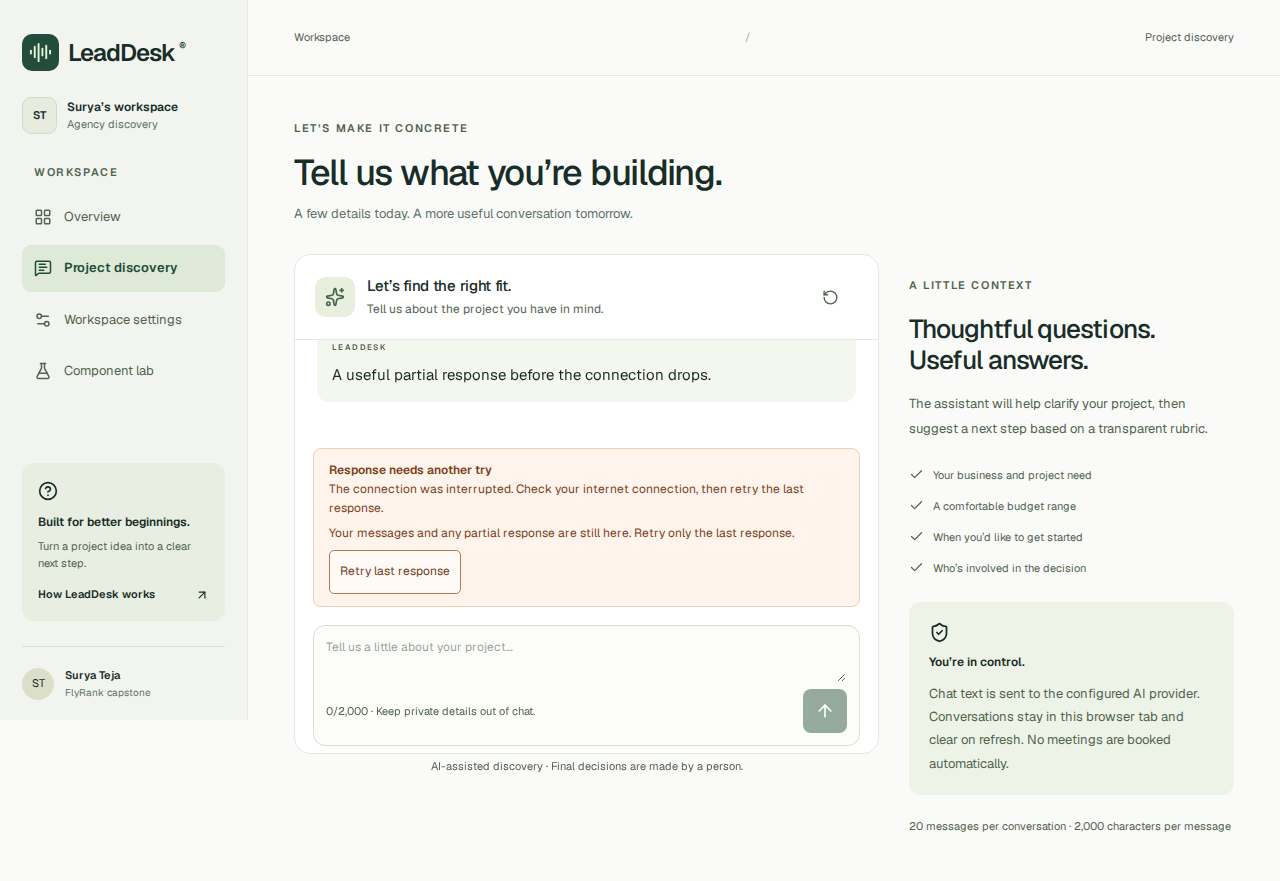 LeadDesk ®
ST
Surya's workspace
Agency discovery
WORKSPACE
Overview
Project discovery
Workspace settings
Component lab
Built for better beginnings.
Turn a project idea into a clear
next step.
How LeadDesk works
ST
Surya Teja
FlyRank capstone
Workspace
/
Project discovery
LET'S MAKE IT CONCRETE
Tell us what you’re building.
A few details today. A more useful conversation tomorrow.
Let’s find the right fit.
Tell us about the project you have in mind.
LEADDESK
A useful partial response before the connection drops.
Response needs another try
The connection was interrupted. Check your internet connection, then retry the last
response.
Your messages and any partial response are still here. Retry only the last response.
Retry last response
Tell us a little about your project…
0/2,000 · Keep private details out of chat.
AI-assisted discovery · Final decisions are made by a person.
A LITTLE CONTEXT
Thoughtful questions.
Useful answers.
The assistant will help clarify your project, then
suggest a next step based on a transparent rubric.
Your business and project need
A comfortable budget range
When you’d like to get started
Who’s involved in the decision
You’re in control.
Chat text is sent to the configured AI provider.
Conversations stay in this browser tab and
clear on refresh. No meetings are booked
automatically.
20 messages per conversation · 2,000 characters per message